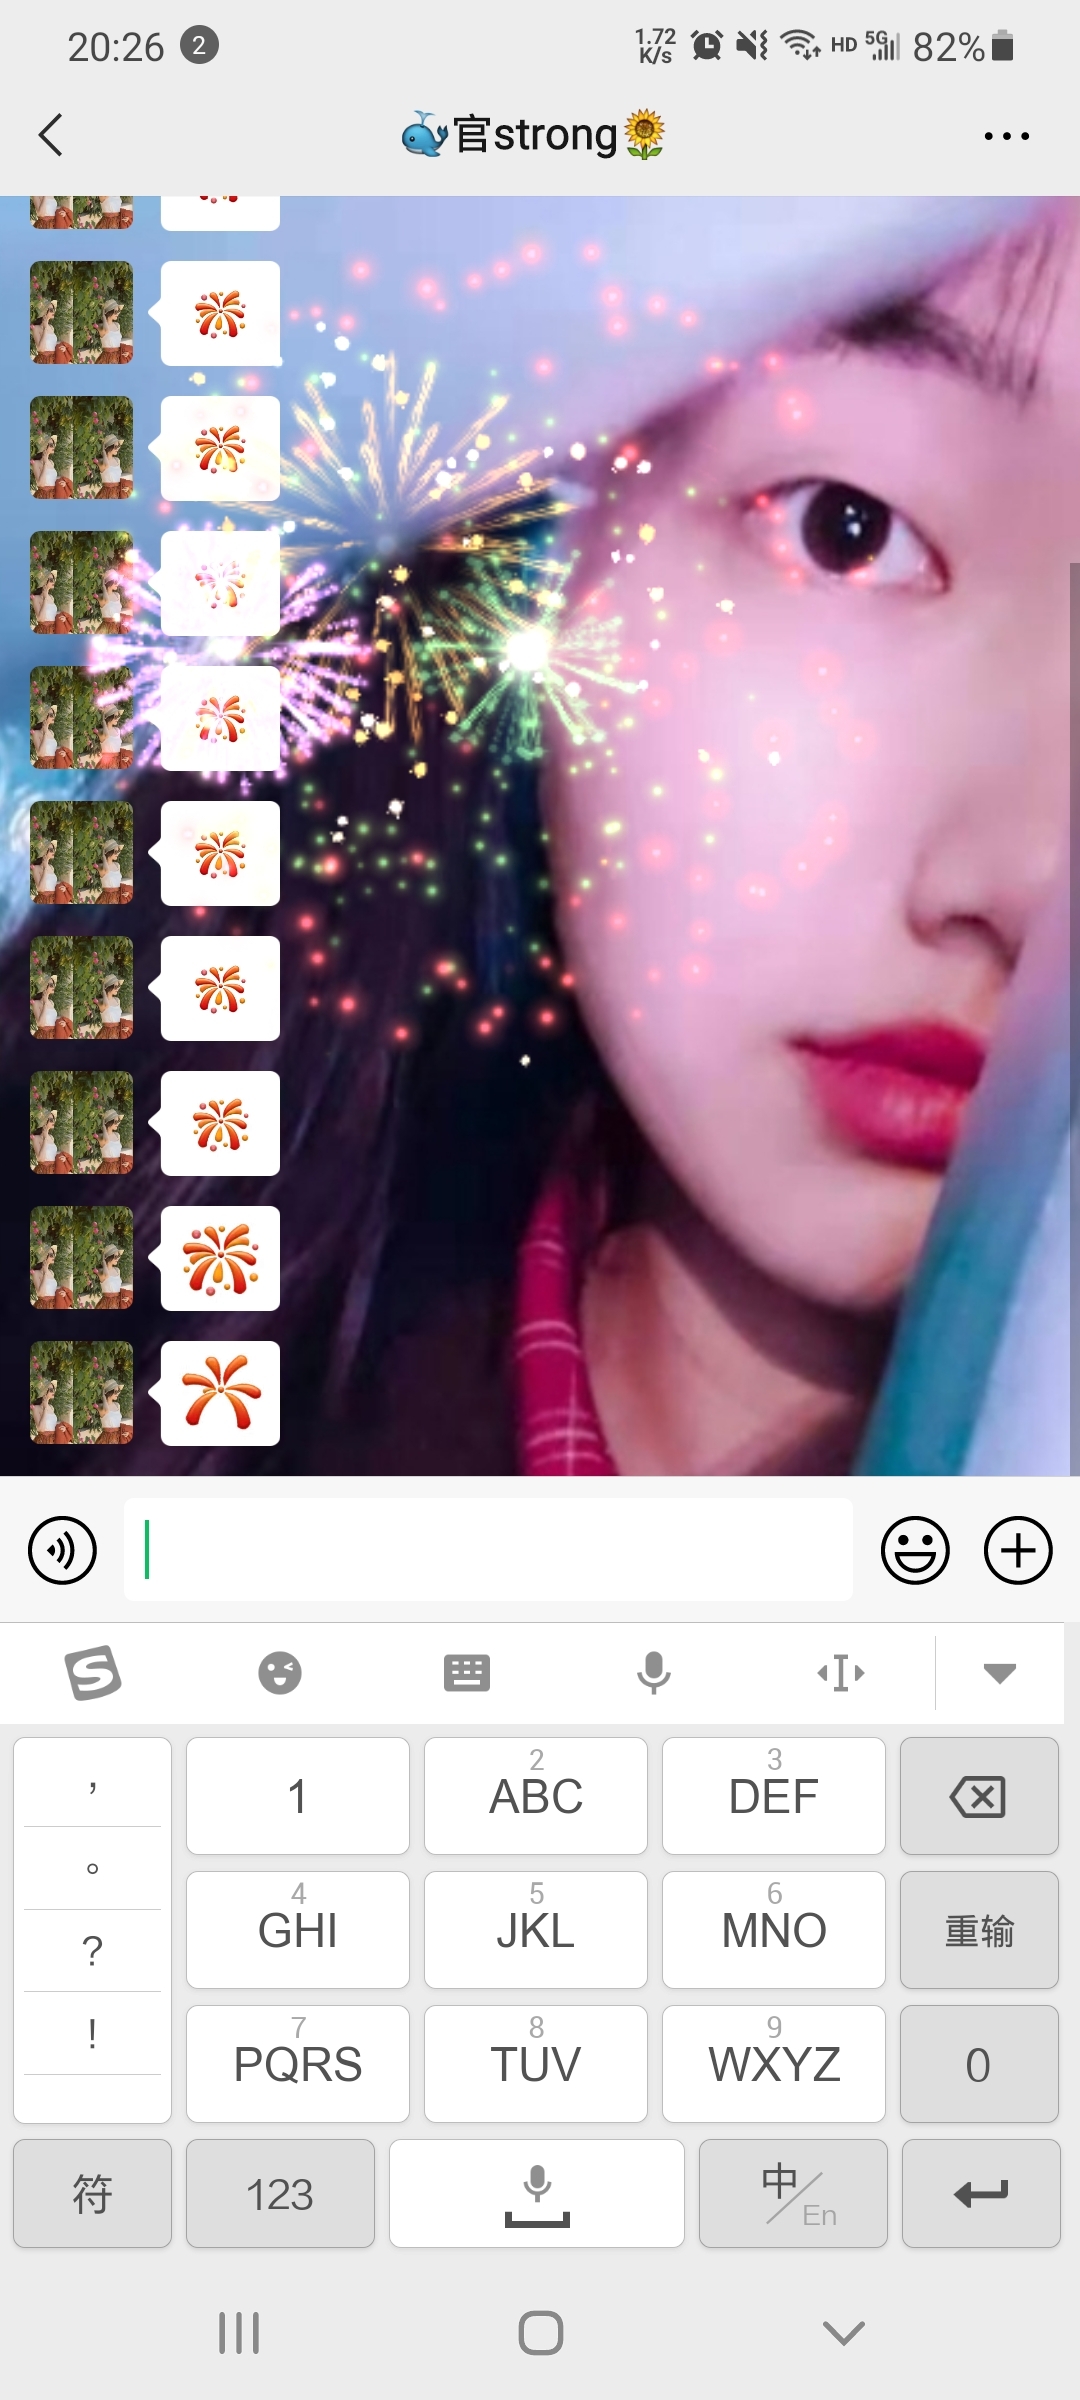 20:26 2 1.72 K/s HD 5G 82%
🐳官strong🌻
,
。
?
!
1
2 ABC
3 DEF
4 GHI
5 JKL
6 MNO
重输
7 PQRS
8 TUV
9 WXYZ
0
符
123
中/En